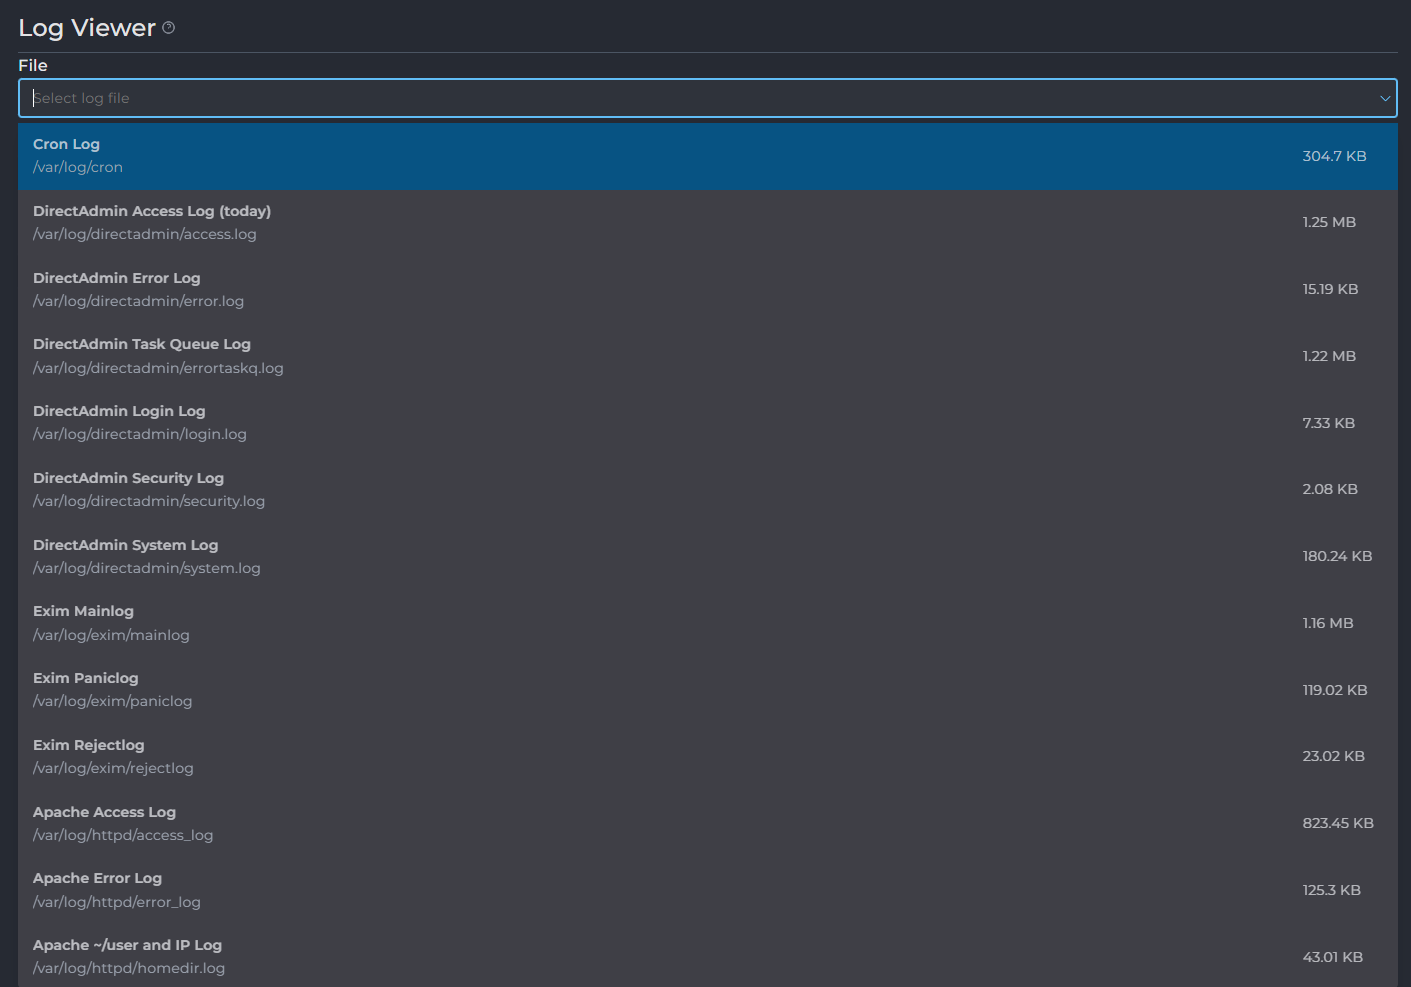 Log Viewer
File
Select log file
Cron Log
/var/log/cron
304.7 KB
DirectAdmin Access Log (today)
/var/log/directadmin/access.log
1.25 MB
DirectAdmin Error Log
/var/log/directadmin/error.log
15.19 KB
DirectAdmin Task Queue Log
/var/log/directadmin/errortaskq.log
1.22 MB
DirectAdmin Login Log
/var/log/directadmin/login.log
7.33 KB
DirectAdmin Security Log
/var/log/directadmin/security.log
2.08 KB
DirectAdmin System Log
/var/log/directadmin/system.log
180.24 KB
Exim Mainlog
/var/log/exim/mainlog
1.16 MB
Exim Paniclog
/var/log/exim/paniclog
119.02 KB
Exim Rejectlog
/var/log/exim/rejectlog
23.02 KB
Apache Access Log
/var/log/httpd/access_log
823.45 KB
Apache Error Log
/var/log/httpd/error_log
125.3 KB
Apache ~/user and IP Log
/var/log/httpd/homedir.log
43.01 KB